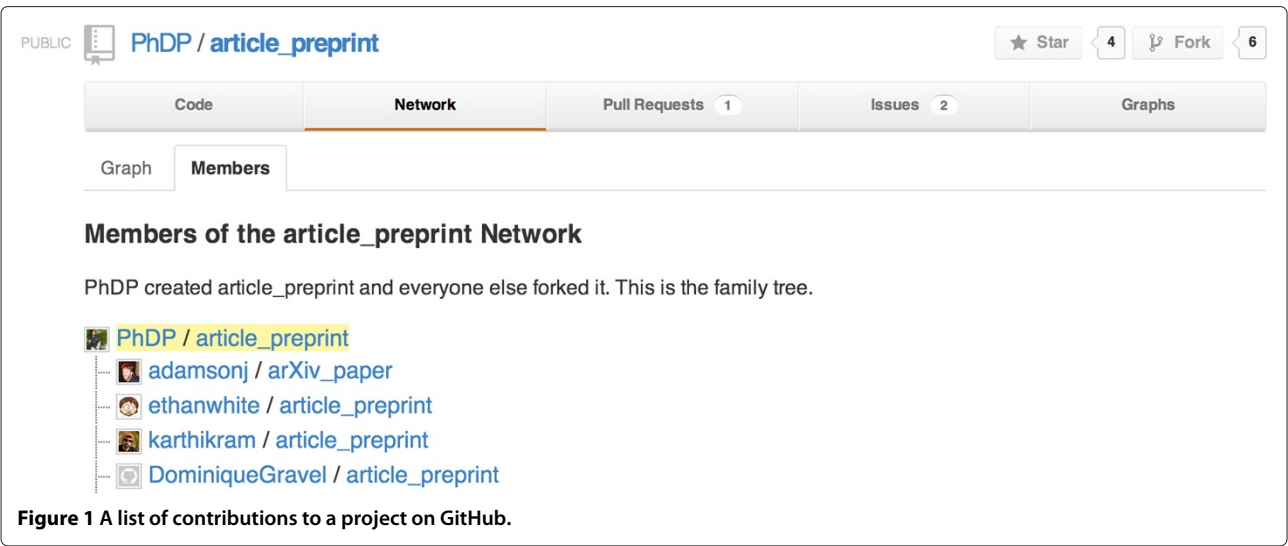 PUBLIC PhDP / article_preprint Star 4 Fork 6
Code Network Pull Requests 1 Issues 2 Graphs
Graph Members
Members of the article_preprint Network
PhDP created article_preprint and everyone else forked it. This is the family tree.
PhDP / article_preprint
adamsonj / arXiv_paper
ethanwhite / article_preprint
karthikram / article_preprint
DominiqueGravel / article_preprint
Figure 1 A list of contributions to a project on GitHub.